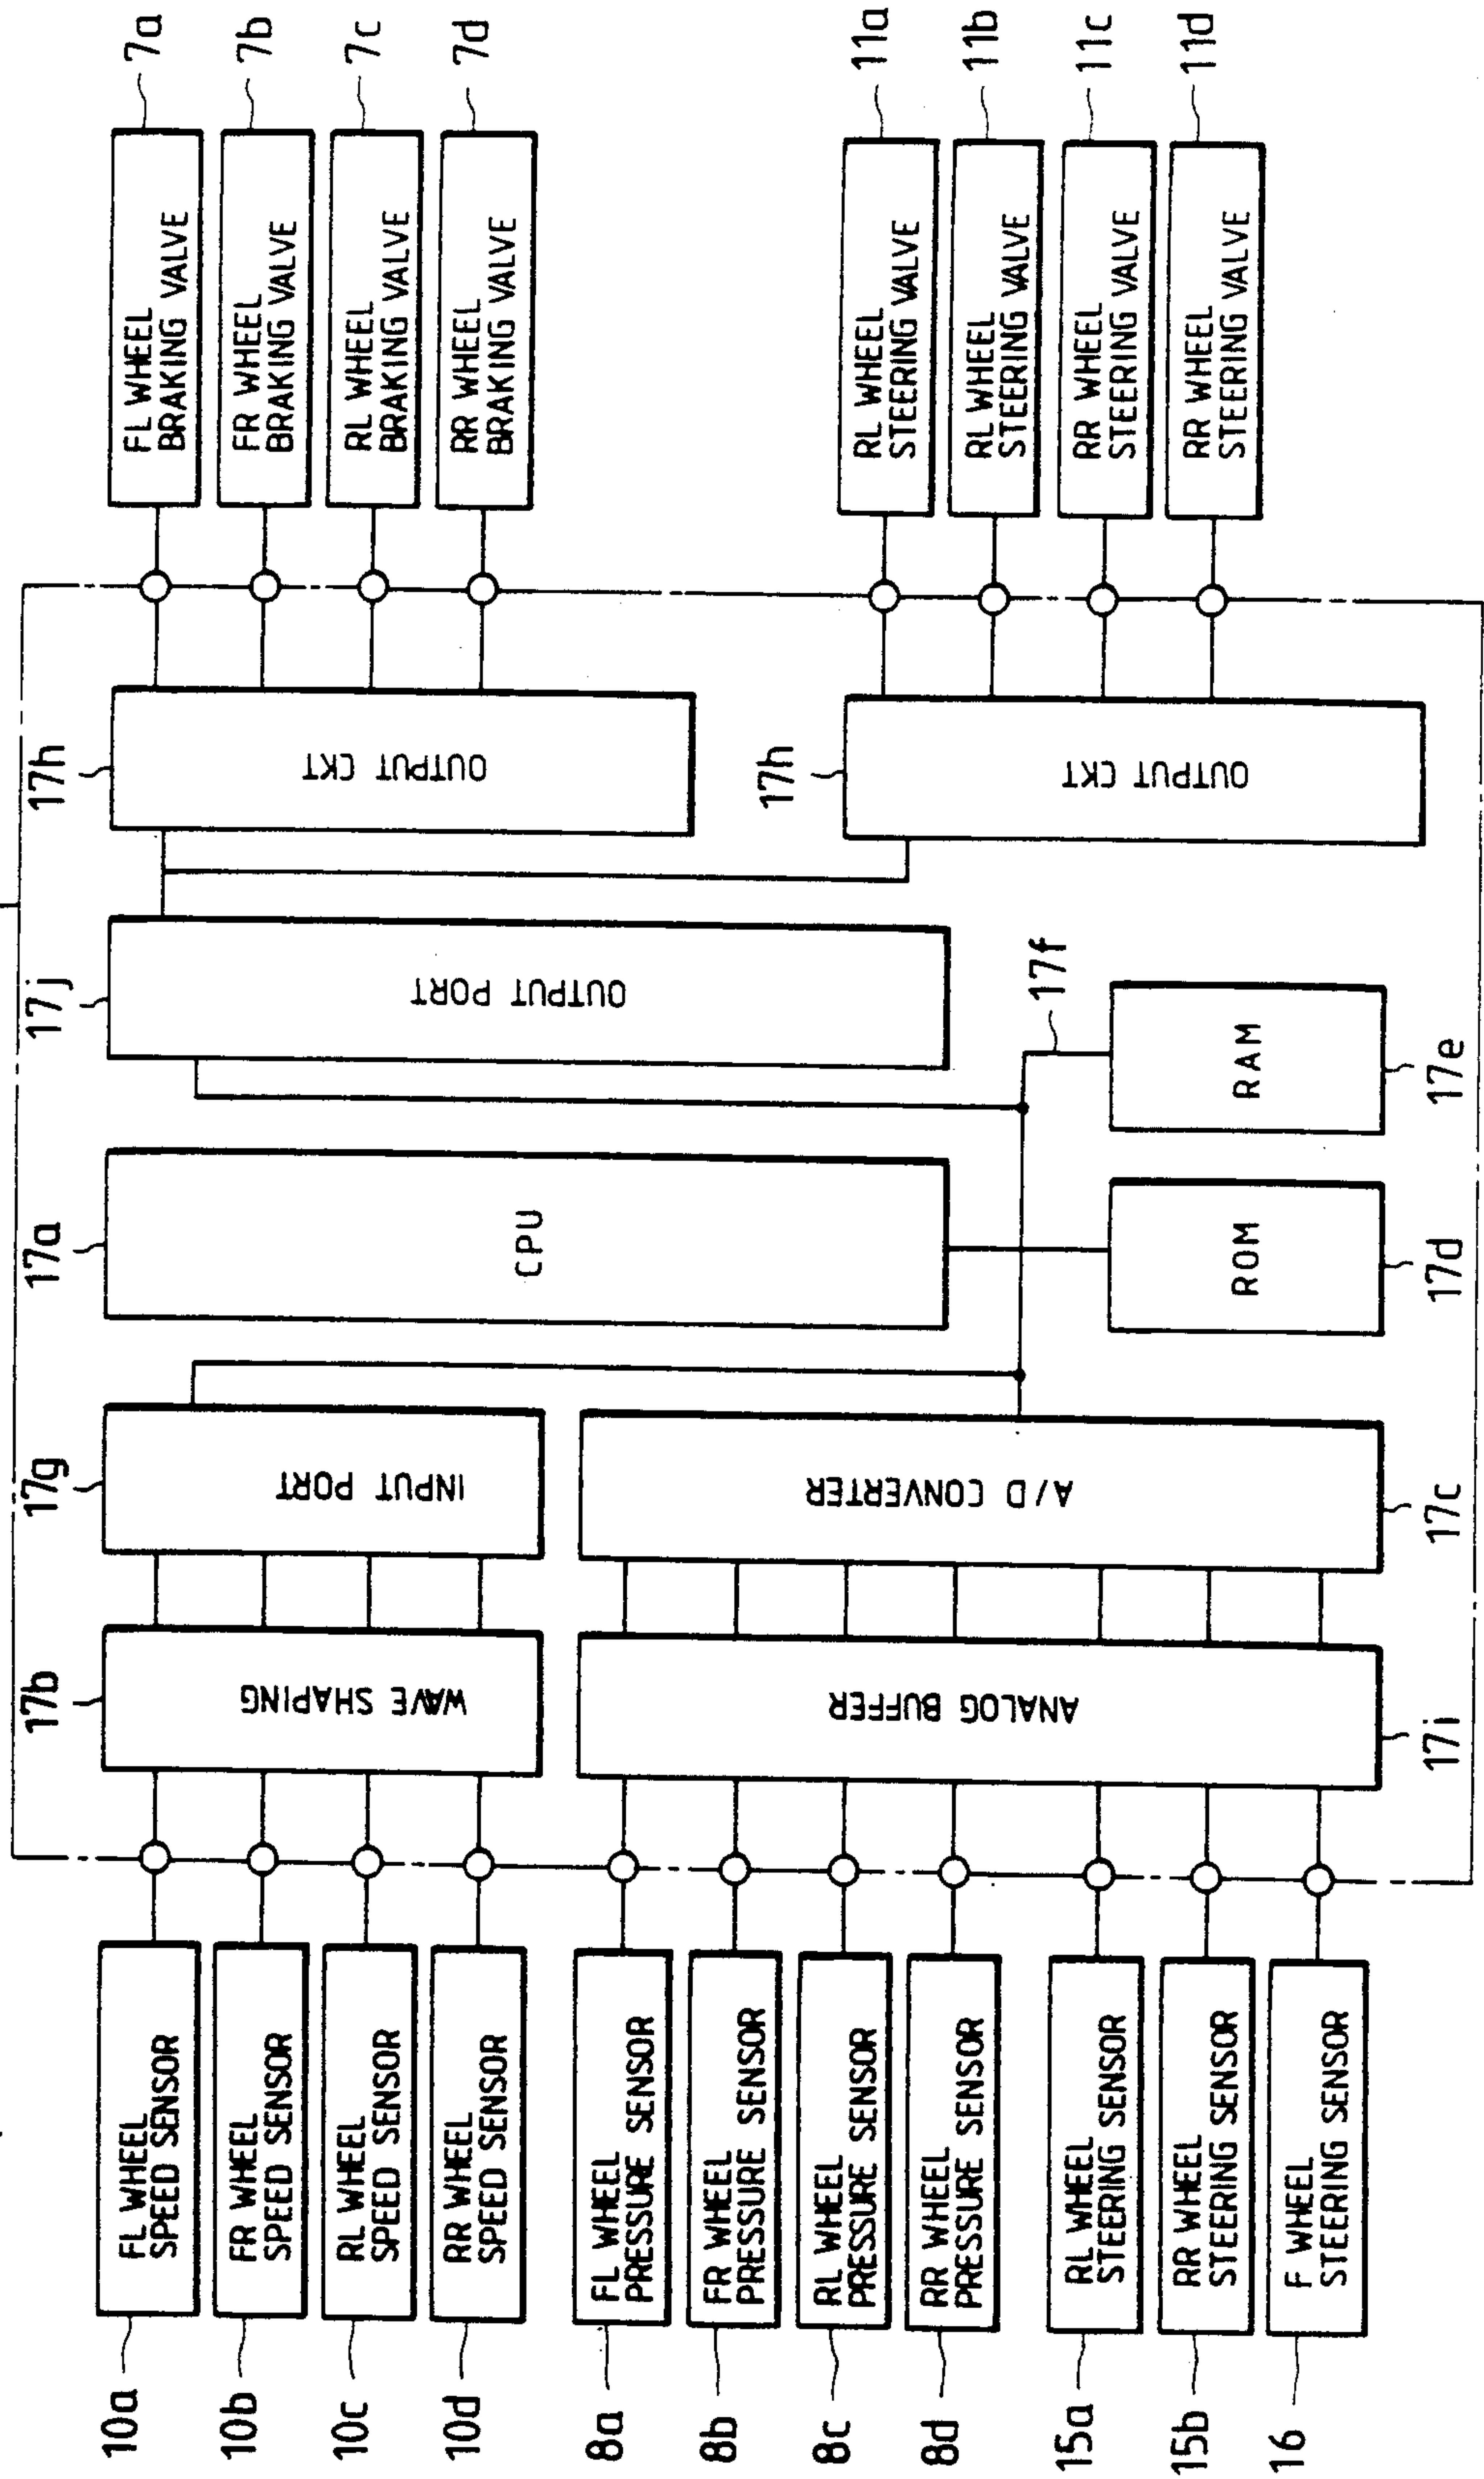 10a
FL WHEEL
SPEED SENSOR
10b
FR WHEEL
SPEED SENSOR
10c
RL WHEEL
SPEED SENSOR
10d
RR WHEEL
SPEED SENSOR
8a
FL WHEEL
PRESSURE SENSOR
8b
FR WHEEL
PRESSURE SENSOR
8c
RL WHEEL
PRESSURE SENSOR
8d
RR WHEEL
PRESSURE SENSOR
15a
RL WHEEL
STEERING SENSOR
15b
RR WHEEL
STEERING SENSOR
16
F WHEEL
STEERING SENSOR
17b
WAVE SHAPING
17i
ANALOG BUFFER
17g
INPUT PORT
17c
A/D CONVERTER
17a
CPU
17d
ROM
17j
OUTPUT PORT
17f
17e
RAM
17h
OUTPUT CKT
17h
OUTPUT CKT
7a
FL WHEEL
BRAKING VALVE
7b
FR WHEEL
BRAKING VALVE
7c
RL WHEEL
BRAKING VALVE
7d
RR WHEEL
BRAKING VALVE
11a
RL WHEEL
STEERING VALVE
11b
RL WHEEL
STEERING VALVE
11c
RR WHEEL
STEERING VALVE
11d
RR WHEEL
STEERING VALVE